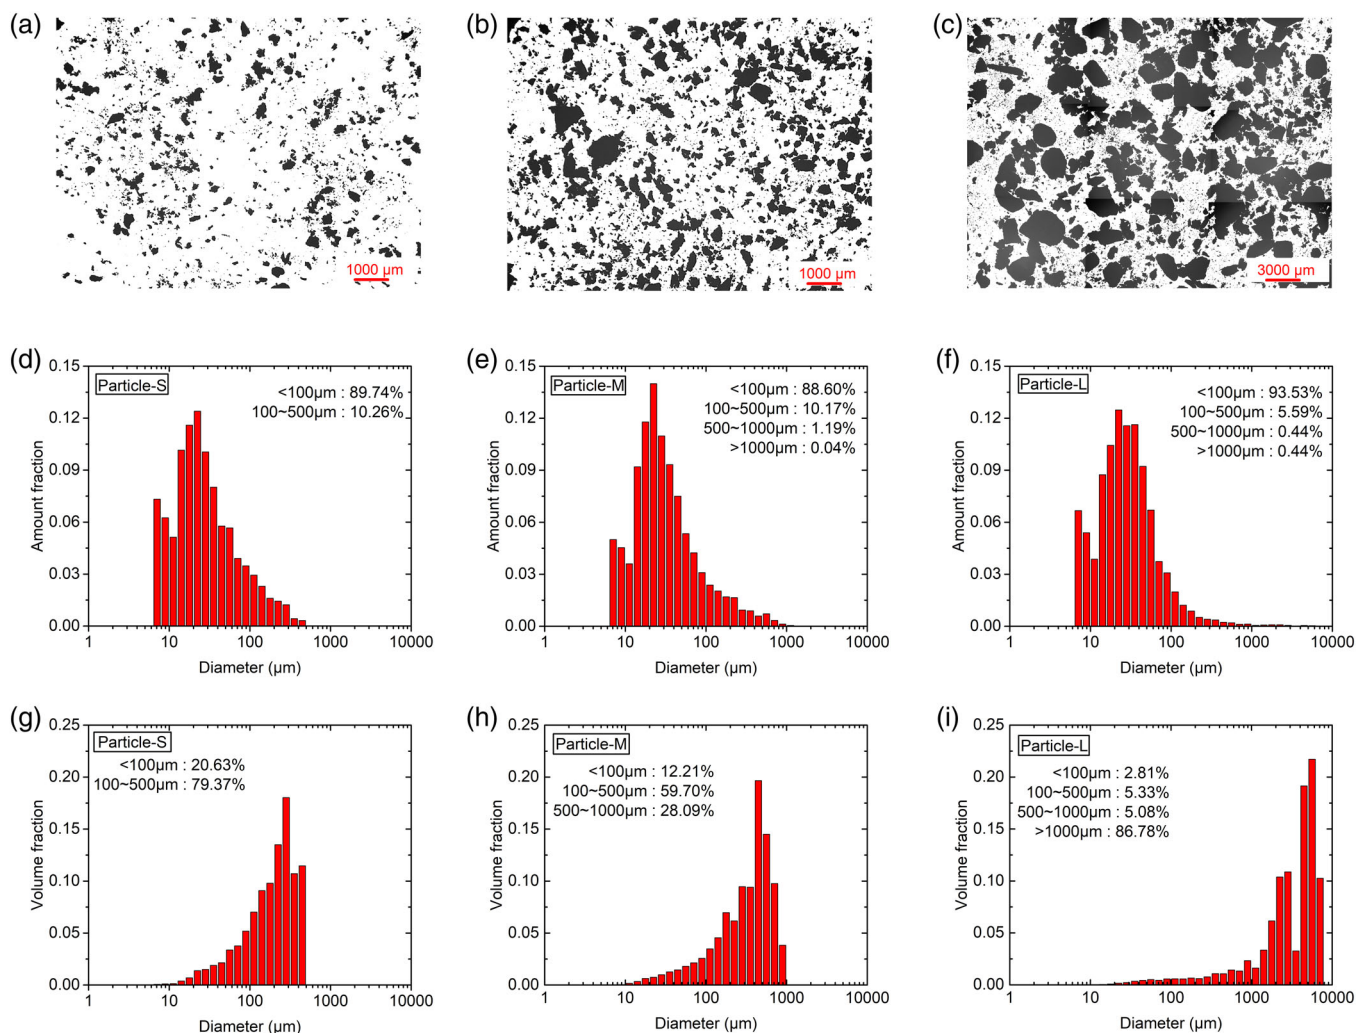 (a)
1000 μm
(b)
1000 μm
(c)
3000 μm
(d)
Particle-S
<100μm : 89.74%
100~500μm : 10.26%
0.15
0.12
0.09
0.06
0.03
0.00
Amount fraction
1 10 100 1000 10000
Diameter (μm)
(e)
Particle-M
<100μm : 88.60%
100~500μm : 10.17%
500~1000μm : 1.19%
>1000μm : 0.04%
0.15
0.12
0.09
0.06
0.03
0.00
Amount fraction
1 10 100 1000 10000
Diameter (μm)
(f)
Particle-L
<100μm : 93.53%
100~500μm : 5.59%
500~1000μm : 0.44%
>1000μm : 0.44%
0.15
0.12
0.09
0.06
0.03
0.00
Amount fraction
1 10 100 1000 10000
Diameter (μm)
(g)
Particle-S
<100μm : 20.63%
100~500μm : 79.37%
0.25
0.20
0.15
0.10
0.05
0.00
Volume fraction
1 10 100 1000 10000
Diameter (μm)
(h)
Particle-M
<100μm : 12.21%
100~500μm : 59.70%
500~1000μm : 28.09%
0.25
0.20
0.15
0.10
0.05
0.00
Volume fraction
1 10 100 1000 10000
Diameter (μm)
(i)
Particle-L
<100μm : 2.81%
100~500μm : 5.33%
500~1000μm : 5.08%
>1000μm : 86.78%
0.25
0.20
0.15
0.10
0.05
0.00
Volume fraction
1 10 100 1000 10000
Diameter (μm)